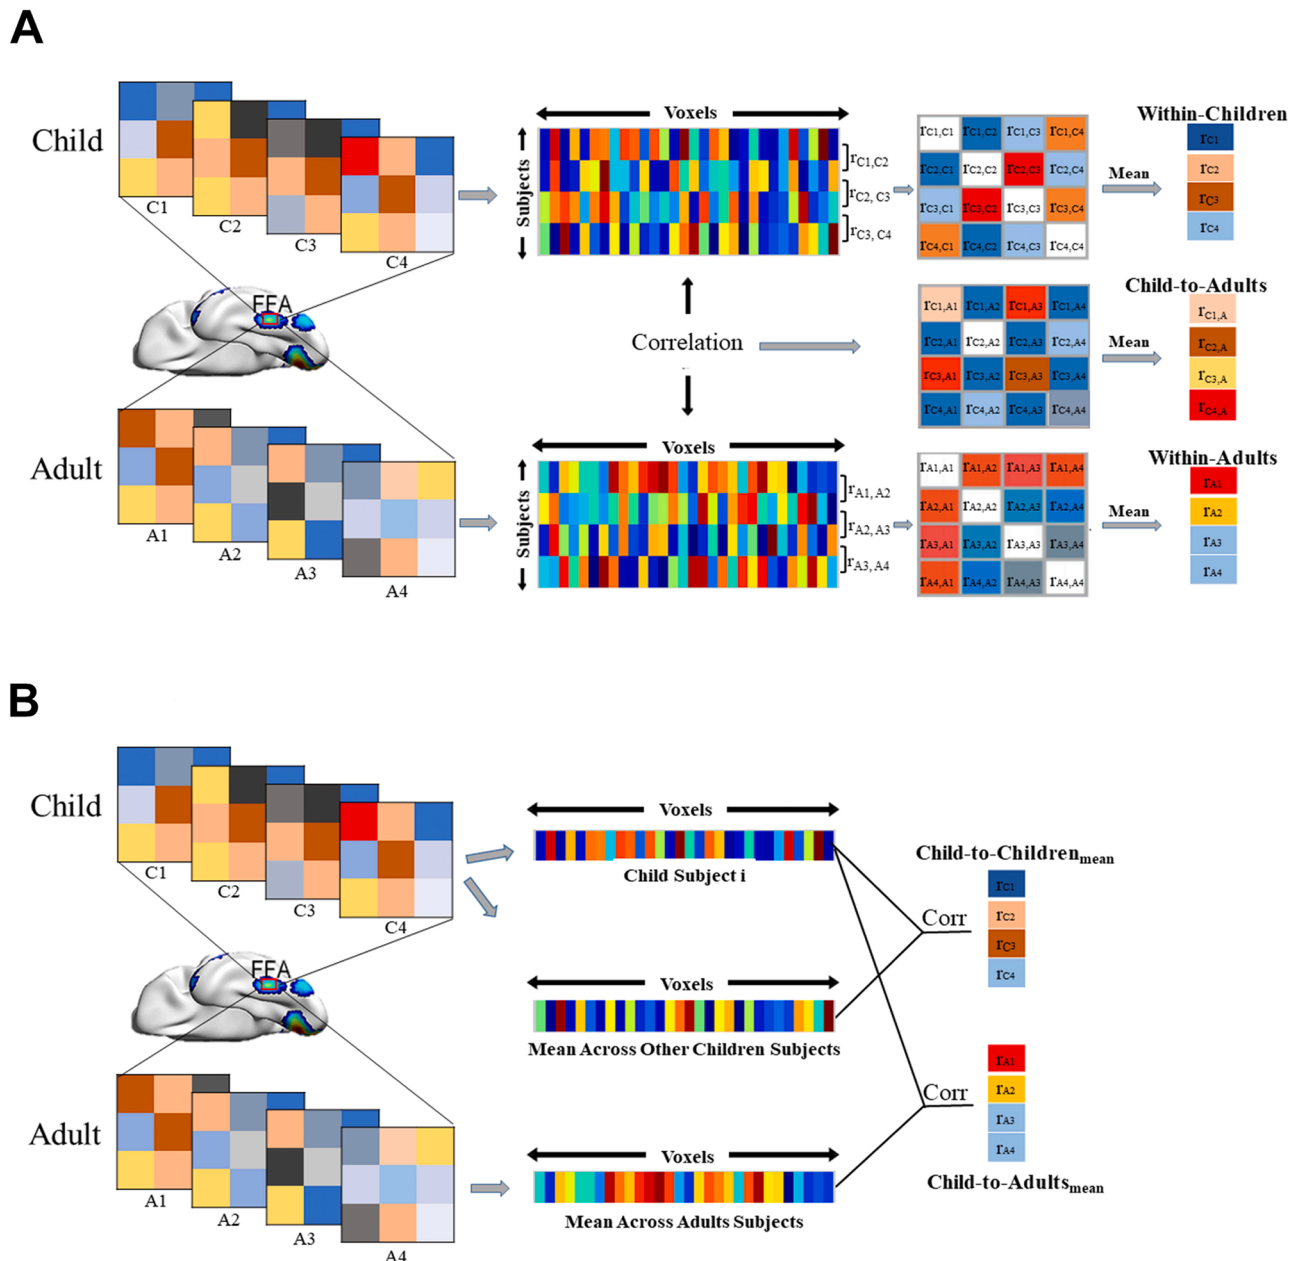 A
Child
C1
C2
C3
C4
FFA
Adult
A1
A2
A3
A4
Voxels
Subjects
rC1,C2
rC2, C3
rC3, C4
Correlation
Voxels
Subjects
rA1, A2
rA2,A3
rA3, A4
rC1,C1 rC1,C2 rC1,C3 rC1,C4
rC2,C1 rC2,C2 rC2,C3 rC2,C4
rC3,C1 rC3,C2 rC3,C3 rC3,C4
rC4,C1 rC4,C2 rC4,C3 rC4,C4
Mean
Within-Children
rC1
rC2
rC3
rC4
rC1,A1 rC1,A2 rC1,A3 rC1,A4
rC2,A1 rC2,A2 rC2,A3 rC2,A4
rC3,A1 rC3,A2 rC3,A3 rC3,A4
rC4,A1 rC4,A2 rC4,A3 rC4,A4
Mean
Child-to-Adults
rC1,A
rC2,A
rC3,A
rC4,A
rA1,A1 rA1,A2 rA1,A3 rA1,A4
rA2,A1 rA2,A2 rA2,A3 rA2,A4
rA3,A1 rA3,A2 rA3,A3 rA3,A4
rA4,A1 rA4,A2 rA4,A3 rA4,A4
Mean
Within-Adults
rA1
rA2
rA3
rA4
B
Child
C1
C2
C3
C4
FFA
Adult
A1
A2
A3
A4
Voxels
Child Subject i
Voxels
Mean Across Other Children Subjects
Voxels
Mean Across Adults Subjects
Corr
Child-to-Childrenmean
rC1
rC2
rC3
rC4
Corr
rA1
rA2
rA3
rA4
Child-to-Adultsmean